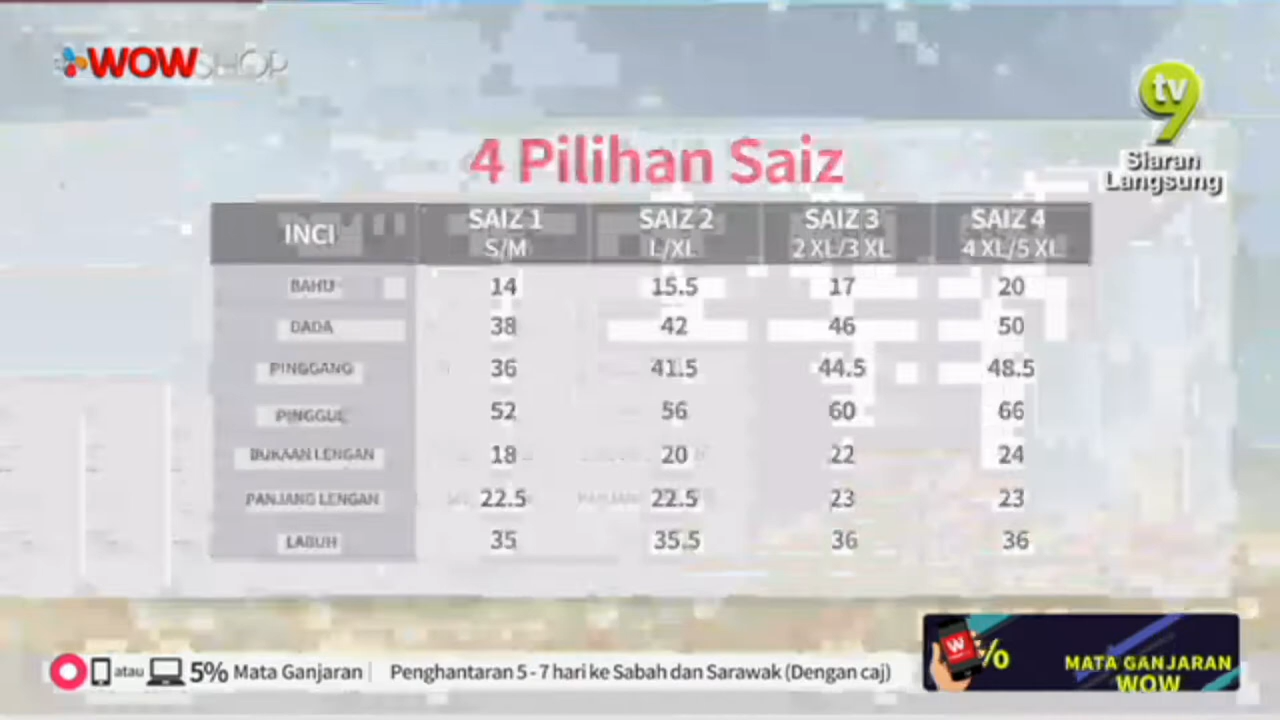 WOWSHOP
tv
9
Siaran
Langsung
4 Pilihan Saiz
INCI SAIZ 1 SAIZ 2 SAIZ 3 SAIZ 4
S/M L/XL 2 XL/3 XL 4 XL/5 XL
BAHU 14 15.5 17 20
DADA 38 42 46 50
PINGGANG 36 41.5 44.5 48.5
PINGGUL 52 56 60 66
BUKAAN LENGAN 18 20 22 24
PANJANG LENGAN 22.5 22.5 23 23
LABUH 35 35.5 36 36
atau 5% Mata Ganjaran | Penghantaran 5 - 7 hari ke Sabah dan Sarawak (Dengan caj)
W %
MATA GANJARAN
WOW